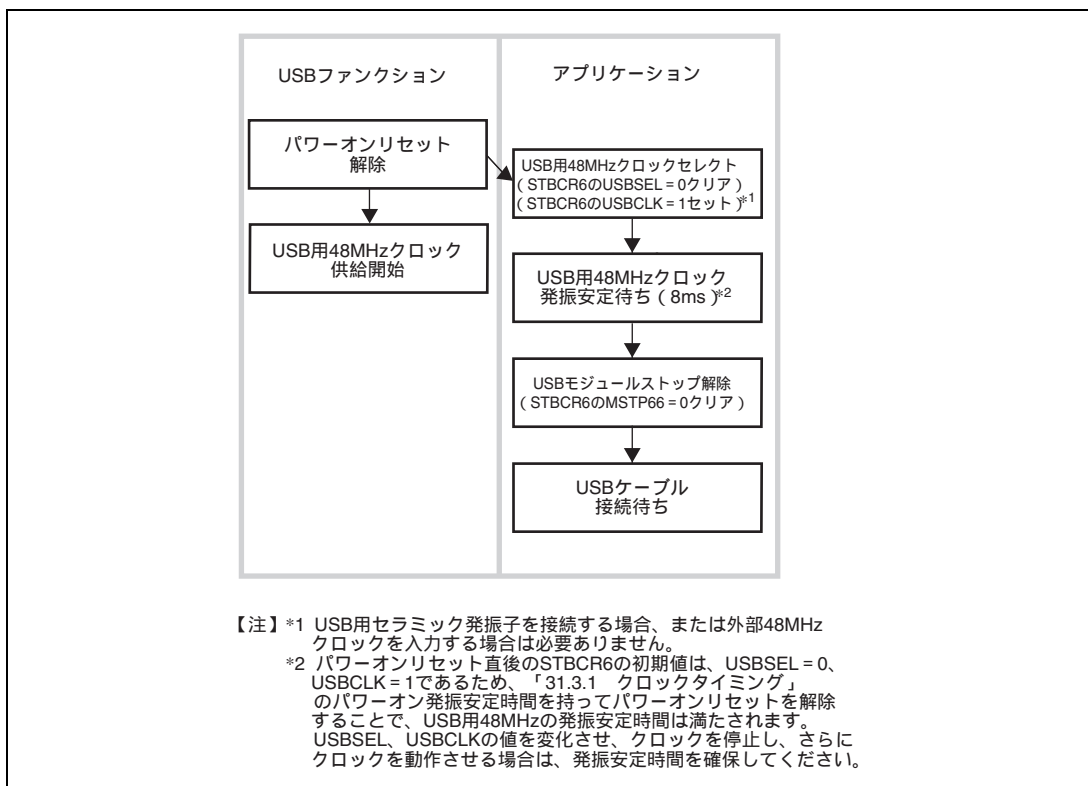 USBファンクション
パワーオンリセット
解除
USB用48MHzクロック
供給開始
アプリケーション
USB用48MHzクロックセレクト
(STBCR6のUSBSEL=0クリア)
(STBCR6のUSBCLK=1セット)*1
USB用48MHzクロック
発振安定待ち(8ms)*2
USBモジュールストップ解除
(STBCR6のMSTP66=0クリア)
USBケーブル
接続待ち
【注】*1 USB用セラミック発振子を接続する場合、または外部48MHz
クロックを入力する場合は必要ありません。
*2 パワーオンリセット直後のSTBCR6の初期値は、USBSEL=0、
USBCLK=1であるため、「31.3.1 クロックタイミング」
のパワーオン発振安定時間を持ってパワーオンリセットを解除
することで、USB用48MHzの発振安定時間は満たされます。
USBSEL、USBCLKの値を変化させ、クロックを停止し、さらに
クロックを動作させる場合は、発振安定時間を確保してください。